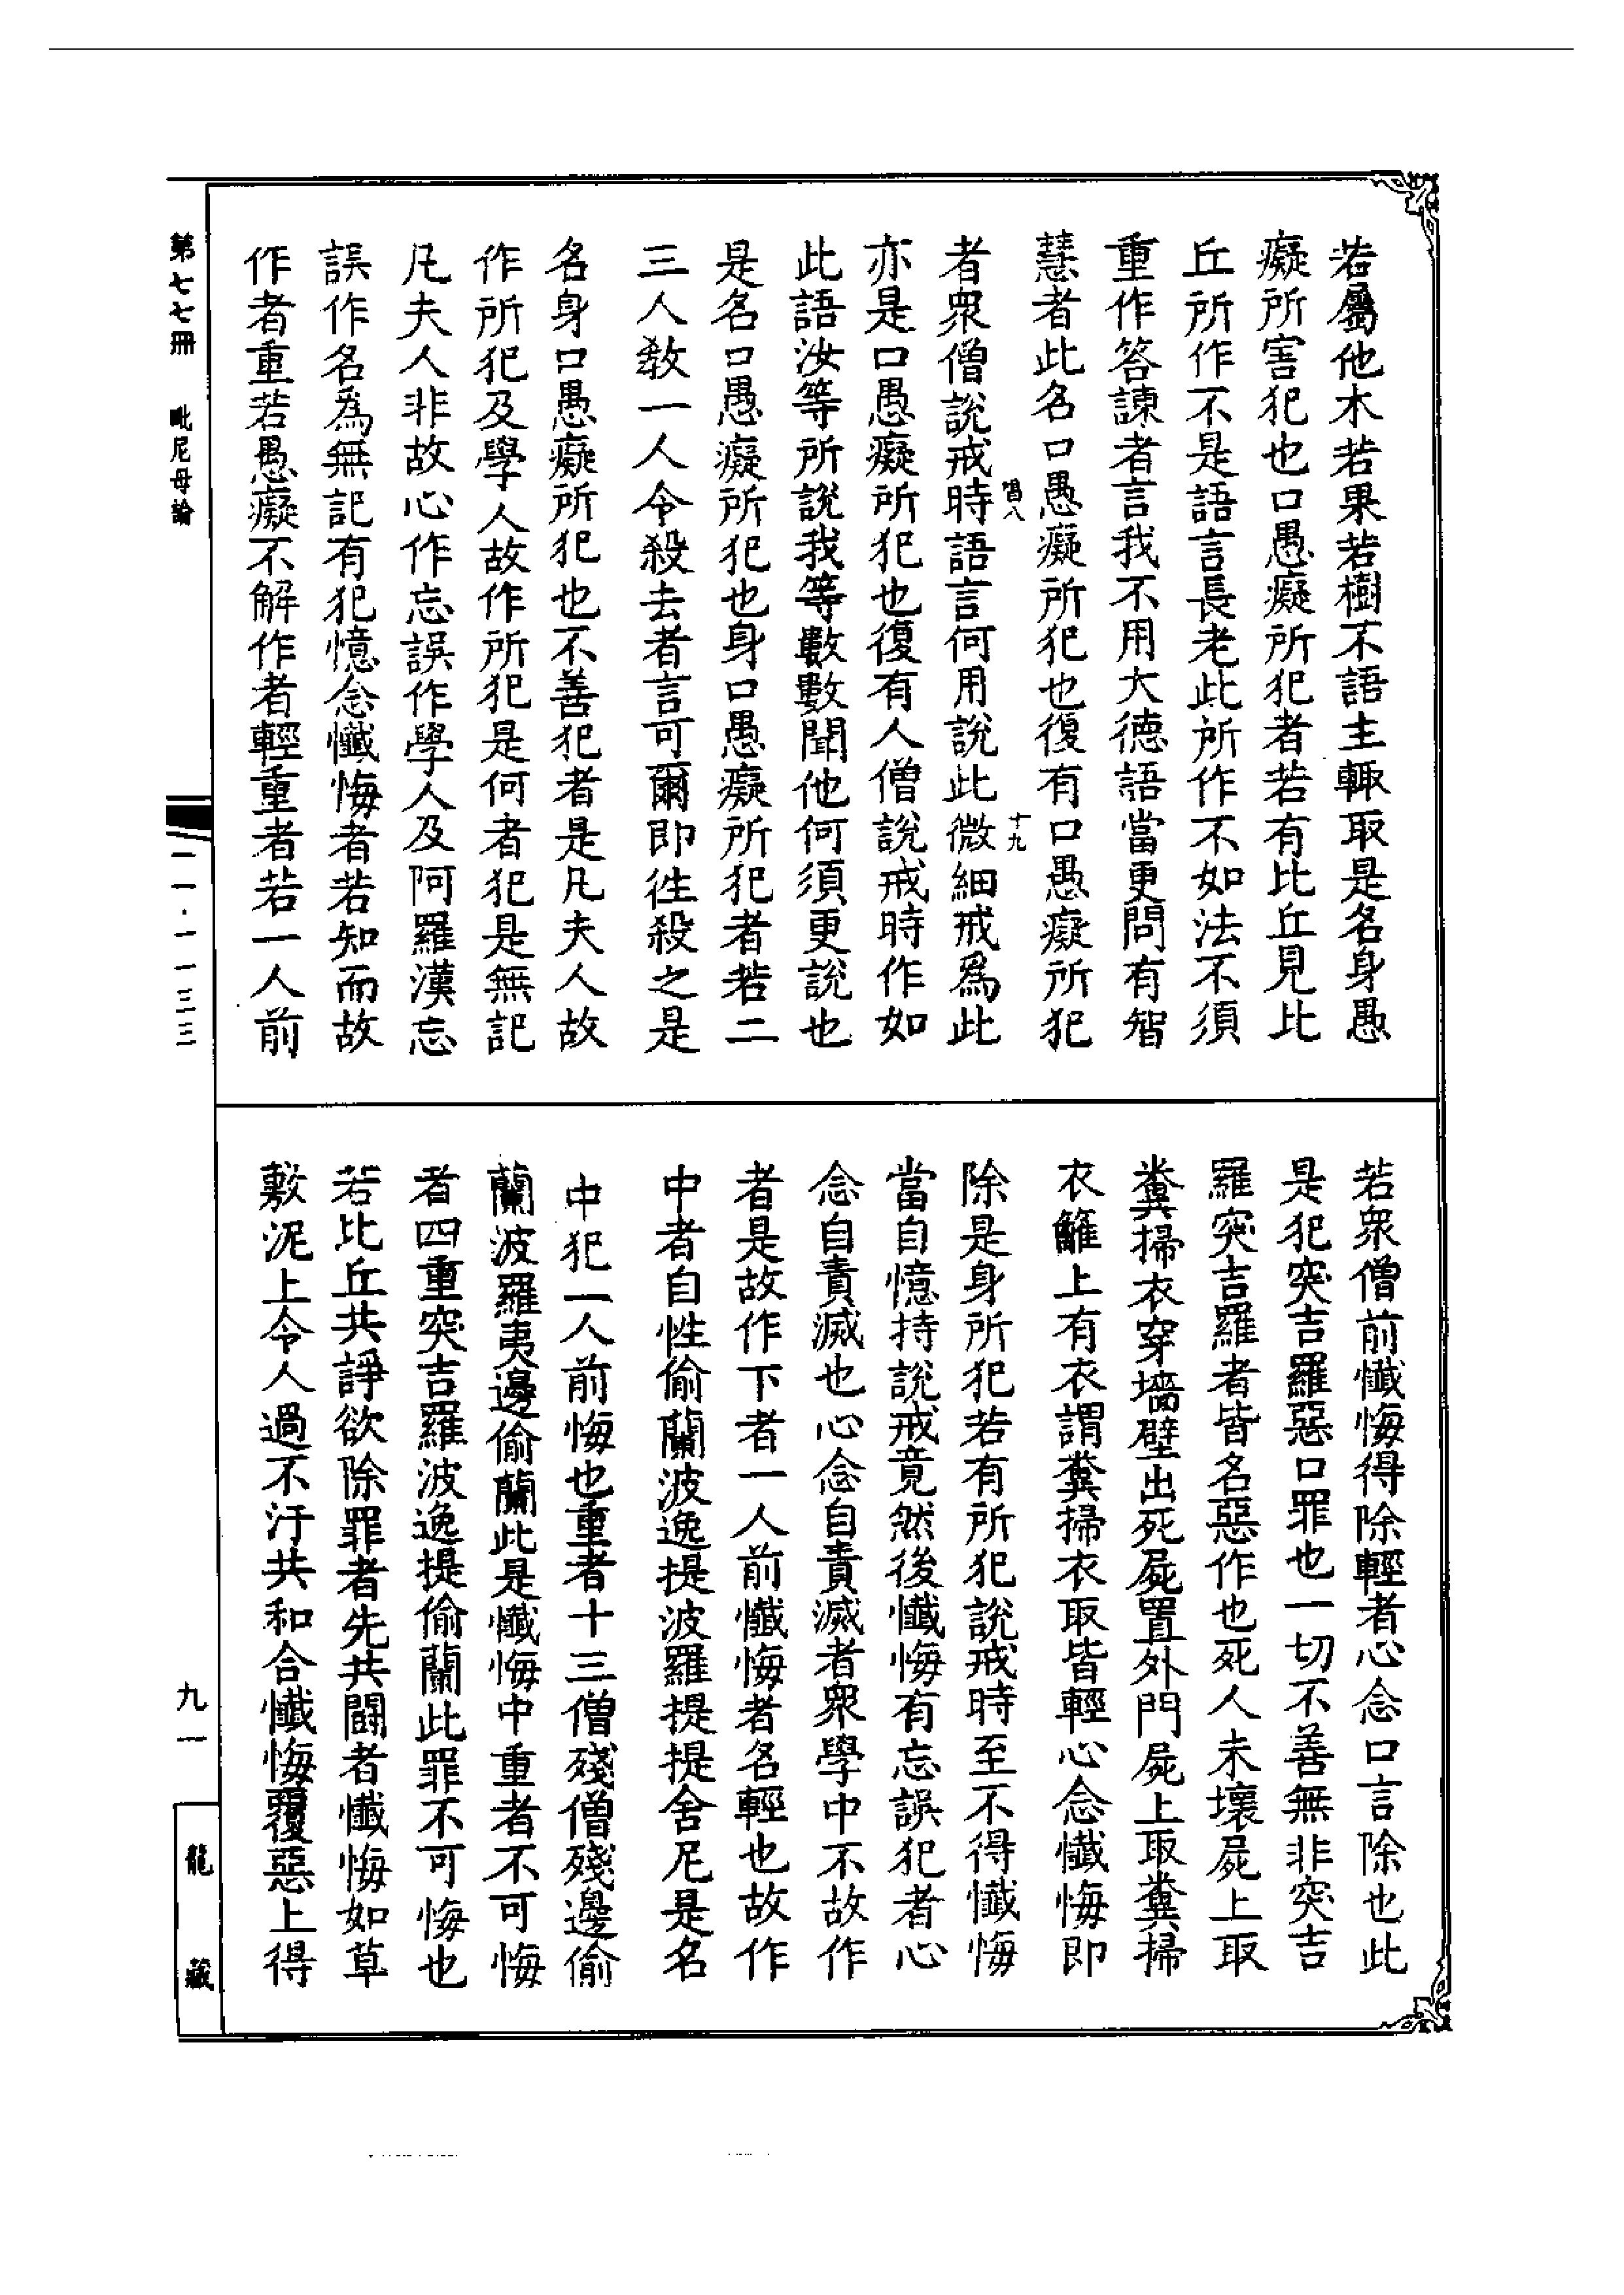 若屬他木若果若樹不語主輙取是名身愚
癡所害犯也口愚癡所犯者若有比丘見比
丘所作不是語言長老此所作不如法不須
重作答諫者言我不用大德語當更問有智
慧者此名口愚癡所犯也復有口愚癡所犯
唱八
十九
者衆僧說戒時語言何用說此微細戒爲此
亦是口愚癡所犯也復有人僧說戒時作如
此語汝等所說我等數數聞他何須更說也
是名口愚癡所犯也身口愚癡所犯者若二
三人教一人令殺去者言可爾即徃殺之是
名身口愚癡所犯也不善犯者是凡夫人故
作所犯及學人故作所犯是何者犯是無記
凡夫人非故心作忘誤作學人及阿羅漢忘
誤作名為無記有犯憶念懺悔者若知而故
作者重若愚癡不解作者輕重者若一人前
若衆僧前懺悔得除輕者心念口言除也此
是犯突吉羅惡口罪也一切不善無非突吉
羅突吉羅者皆名惡作也死人未壞屍上取
糞掃衣穿墻壁出死屍置外門屍上取糞掃
衣籬上有衣謂糞掃衣取皆輕心念懺悔即
除是身所犯若有所犯說戒時至不得懺悔
當自憶持說戒竟然後懺悔有忘誤犯者心
念自責滅也心念自責滅者衆學中不故作
者是故作下者一人前懺悔者名輕也故作
中者自性偷蘭波逸提波羅提提舍尼是名
中犯一人前悔也重者十三僧殘僧殘邊偷
蘭波羅夷邊偷蘭此是懺悔中重者不可悔
者四重突吉羅波逸提偷蘭此罪不可悔也
若比丘共諍欲除罪者先共鬪者懺悔如草
敷泥上令人過不汙共和合懺悔覆惡上得
第七七冊　毗尼母論
一一·一一三三
九一
龍藏